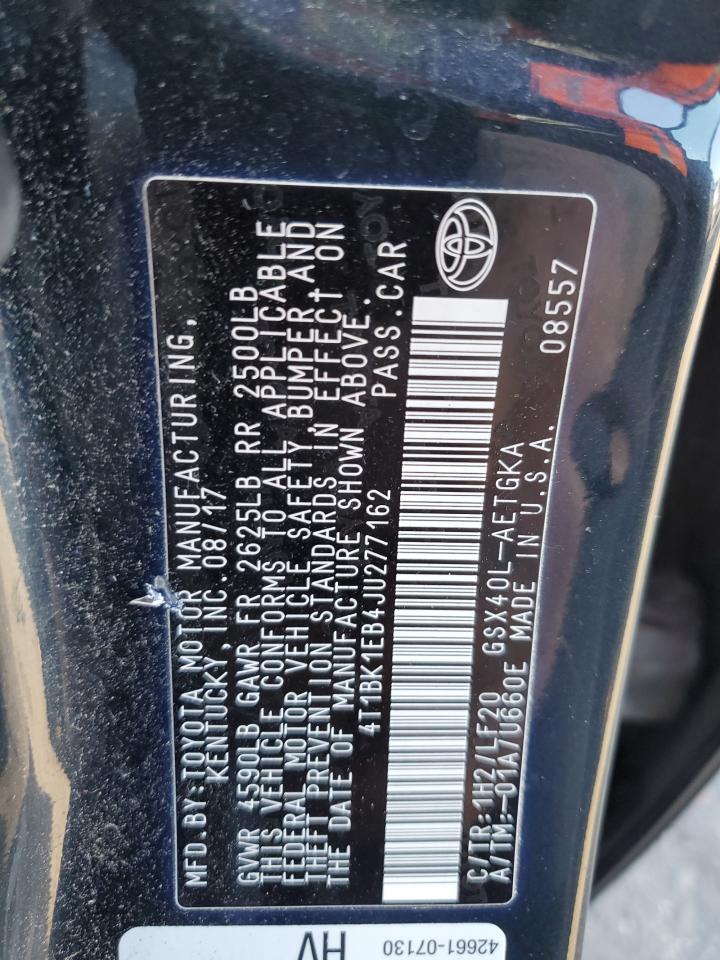 MFD.BY:TOYOTA MOTOR MANUFACTURING,
KENTUCKY, INC.08/17
GVWR 4590LB GAWR FR 2625LB RR 2500LB
THIS VEHICLE CONFORMS TO ALL APPLICABLE
FEDERAL MOTOR VEHICLE SAFETY BUMPER AND
THEFT PREVENTION STANDARDS IN EFFECT ON
THE DATE OF MANUFACTURE SHOWN ABOVE.
4T1BK1EB4JU277162 PASS.CAR
C/TR:1H2/LF20 GSX40L-AETGKA
A/TM:-01A/U660E MADE IN U.S.A. 08557
HV
42661-07130